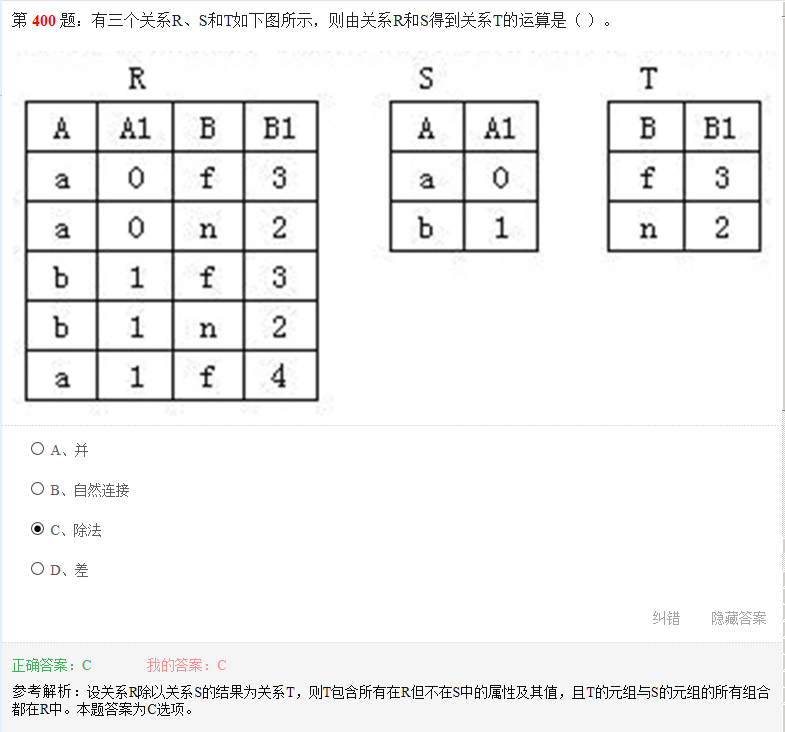 第 400 题：有三个关系R、S和T如下图所示，则由关系R和S得到关系T的运算是（ ）。
R S T
A A1 B B1 A A1 B B1
a 0 f 3 a 0 f 3
a 0 n 2 b 1 n 2
b 1 f 3
b 1 n 2
a 1 f 4
A、并
B、自然连接
C、除法
D、差
纠错 隐藏答案
正确答案：C 我的答案：C
参考解析：设关系R除以关系S的结果为关系T，则T包含所有在R但不在S中的属性及其值，且T的元组与S的元组的所有组合
都在R中。本题答案为C选项。